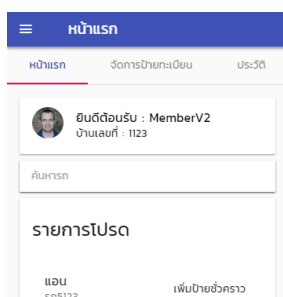 หน้าแรก
หน้าแรก จัดการป้ายทะเบียน ประวัติ
ยินดีต้อนรับ : MemberV2
บ้านเลขที่ : 1123
ค้นหารถ
รายการโปรด
แอน
เพิ่มป้ายชั่วคราว